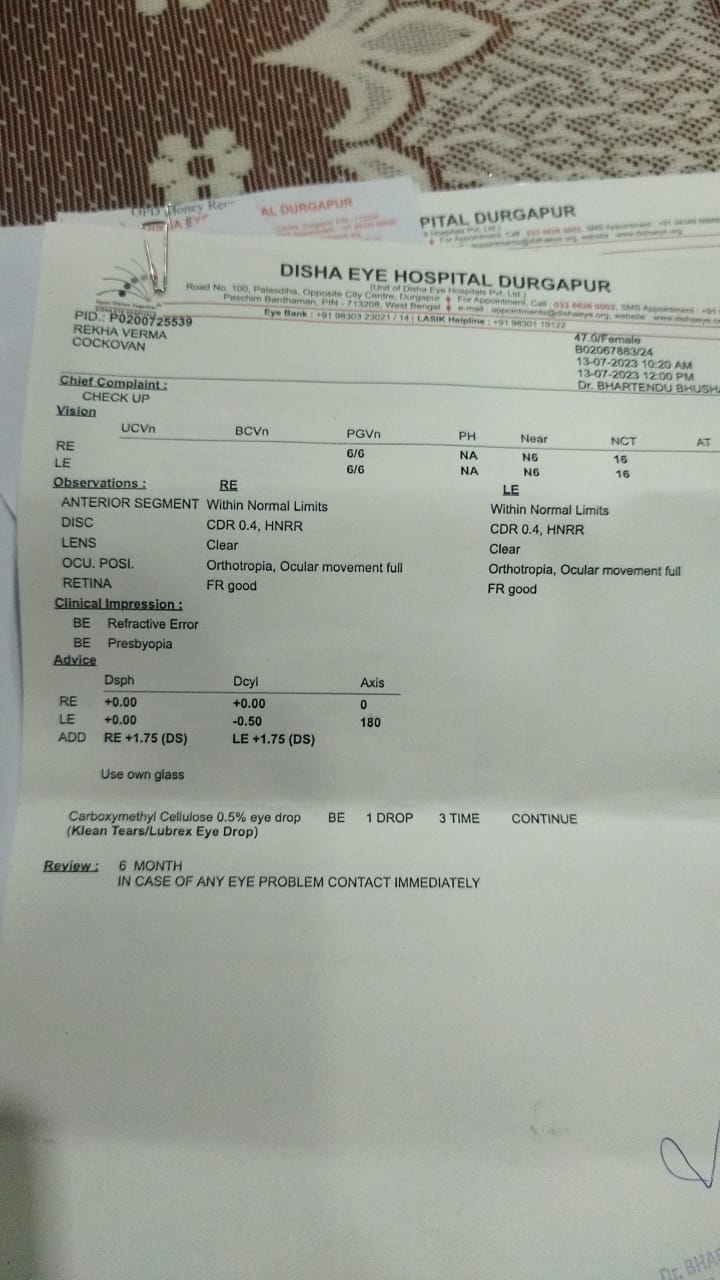 OPD Money
AL DURGAPUR
PITAL DURGAPUR
DISHA EYE HOSPITAL DURGAPUR
(Unit of Disha Eye Hospitals Pvt. Ltd.)
Road No. 100, Palasdiha, Opposite City Centre, Durgapur For Appointment, Call : 033 6636 0002, SMS Appointment : +91
Paschim Bardhaman, PIN - 713208, West Bengal e-mail : appointments@dishaeye.org, website : www.dishaeye
Eye Bank : +91 98303 23021 / 14 | LASIK Helpline : +91 98301 19122
PID.: P0200725539
REKHA VERMA
COCKOVAN
47.0/Female
B02067883/24
13-07-2023 10:20 AM
13-07-2023 12:00 PM
Dr. BHARTENDU BHUSHA
Chief Complaint :
CHECK UP
Vision
UCVn BCVn PGVn PH Near NCT AT
RE 6/6 NA N6 16
LE 6/6 NA N6 16
Observations : RE LE
ANTERIOR SEGMENT Within Normal Limits Within Normal Limits
DISC CDR 0.4, HNRR CDR 0.4, HNRR
LENS Clear Clear
OCU. POSI. Orthotropia, Ocular movement full Orthotropia, Ocular movement full
RETINA FR good FR good
Clinical Impression :
BE Refractive Error
BE Presbyopia
Advice
Dsph Dcyl Axis
RE +0.00 +0.00 0
LE +0.00 -0.50 180
ADD RE +1.75 (DS) LE +1.75 (DS)
Use own glass
Carboxymethyl Cellulose 0.5% eye drop BE 1 DROP 3 TIME CONTINUE
(Klean Tears/Lubrex Eye Drop)
Review : 6 MONTH
IN CASE OF ANY EYE PROBLEM CONTACT IMMEDIATELY
Dr. BHAR